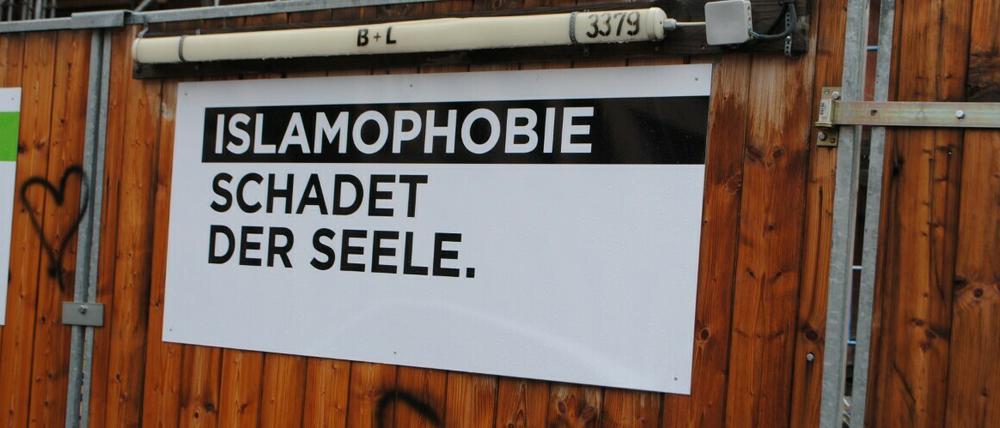 B+L 3379
ISLAMOPHOBIE
SCHADET
DER SEELE.